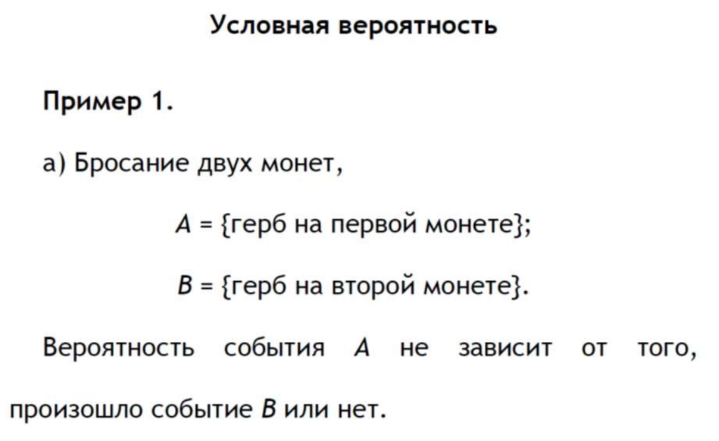 Условная вероятность
Пример 1.
а) Бросание двух монет,
A = {герб на первой монете};
B = {герб на второй монете}.
Вероятность события A не зависит от того,
произошло событие B или нет.